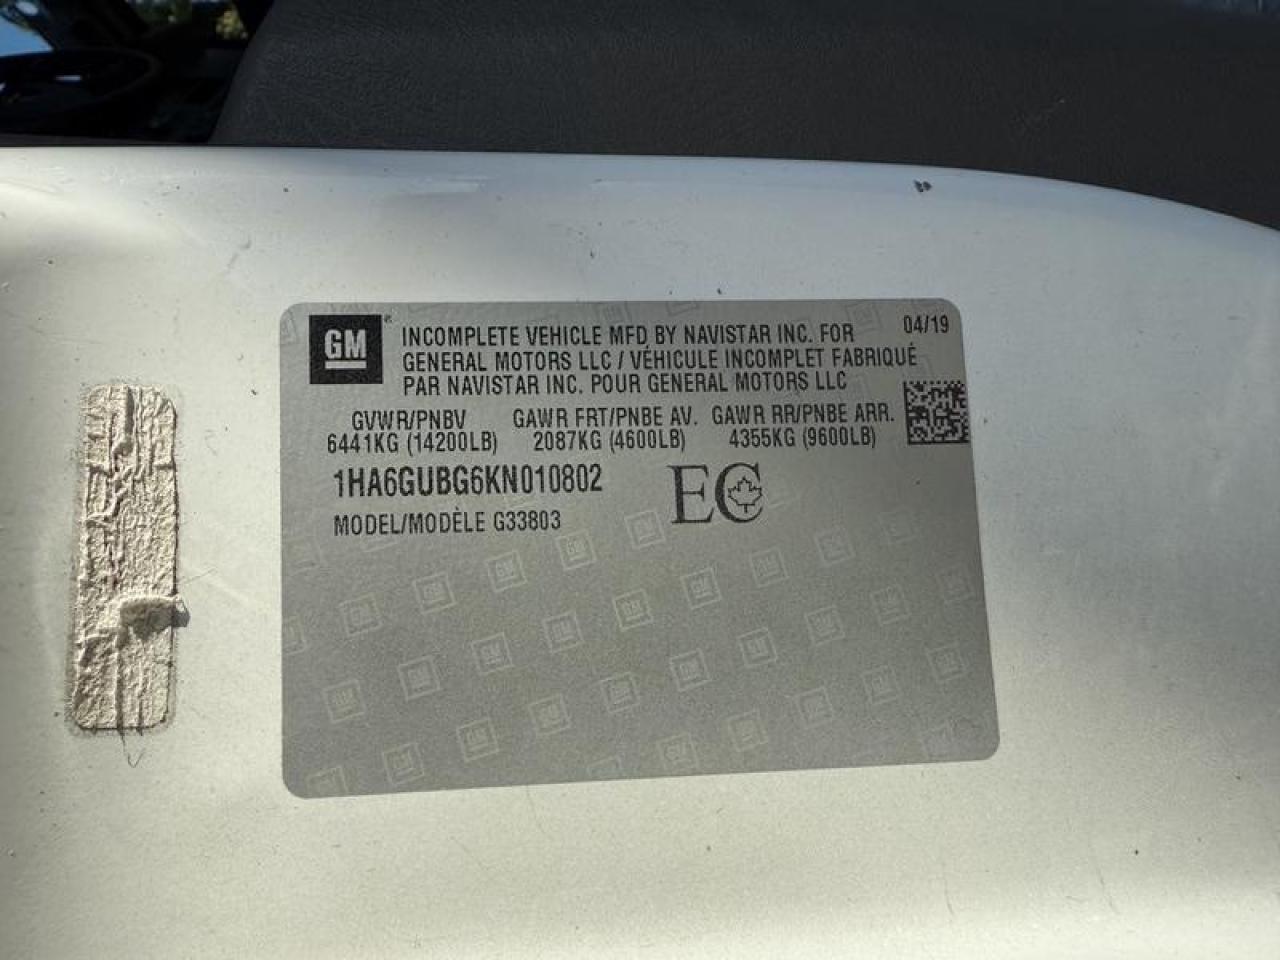 GM
INCOMPLETE VEHICLE MFD BY NAVISTAR INC. FOR
04/19
GENERAL MOTORS LLC / VÉHICULE INCOMPLET FABRIQUÉ
PAR NAVISTAR INC. POUR GENERAL MOTORS LLC
GVWR/PNBV GAWR FRT/PNBE AV. GAWR RR/PNBE ARR.
6441KG (14200LB) 2087KG (4600LB) 4355KG (9600LB)
1HA6GUBG6KN010802
EC
MODEL/MODÈLE G33803